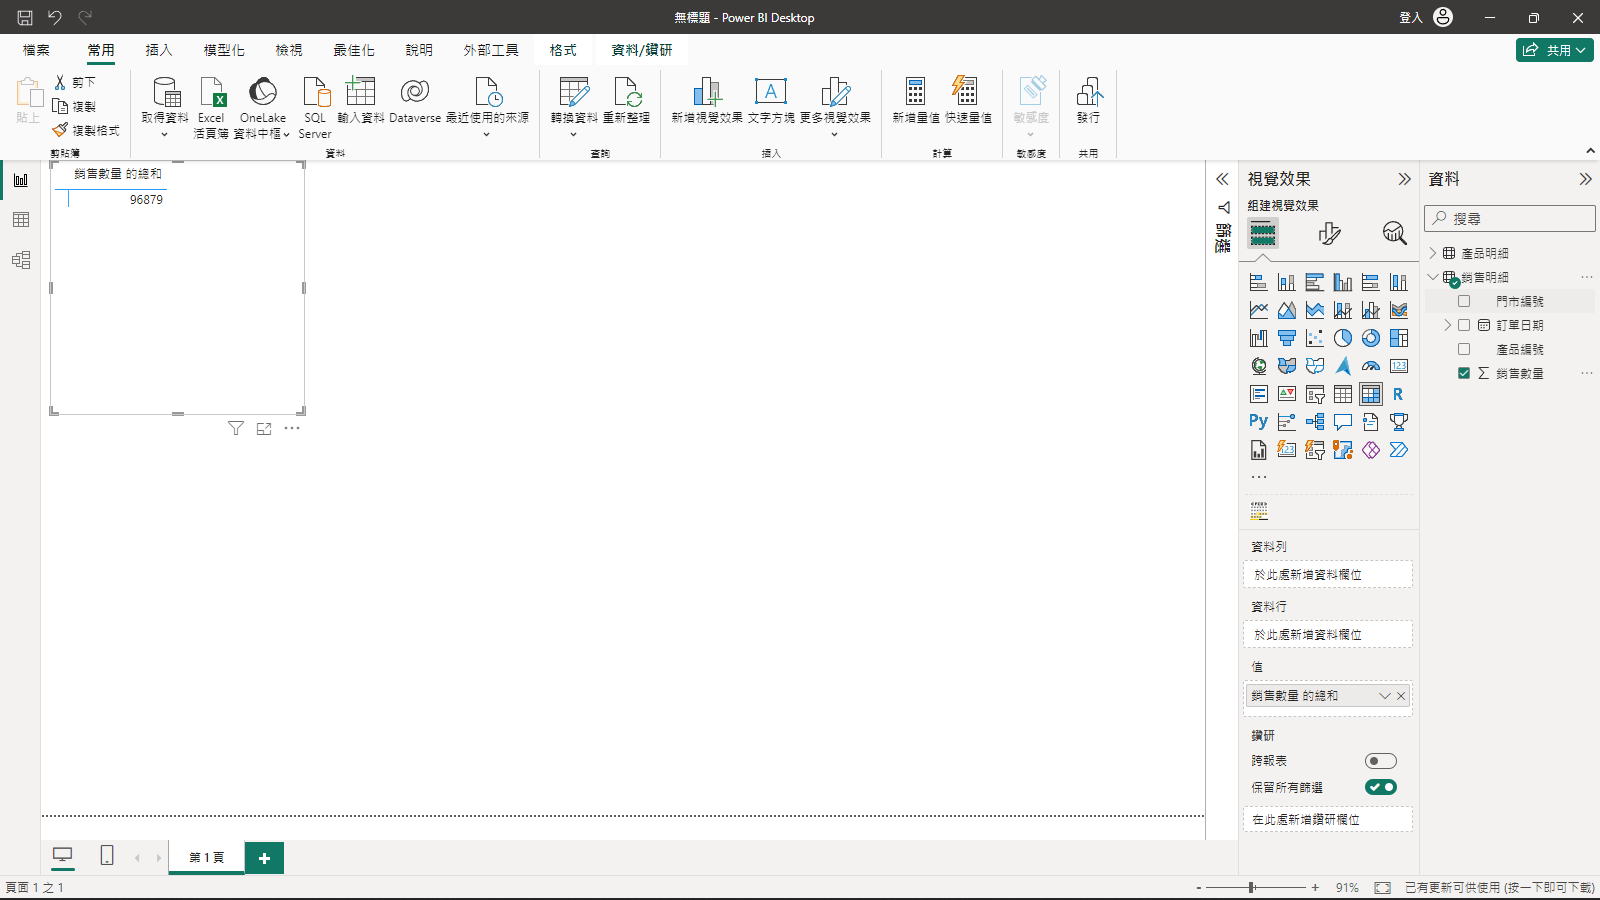 無標題 - Power BI Desktop
登入
檔案 常用 插入 模型化 檢視 最佳化 說明 外部工具 格式 資料/鑽研
共用
貼上
剪下
複製
複製格式
剪貼簿
取得資料
Excel 活頁簿
OneLake 資料中樞
SQL Server
輸入資料
Dataverse
最近使用的來源
資料
轉換資料
重新整理
查詢
新增視覺效果
文字方塊
更多視覺效果
插入
新增量值
快速量值
計算
敏感度
敏感度
發行
共用
銷售數量 的總和
96879
篩選
視覺效果
組建視覺效果
資料列
於此處新增資料欄位
資料行
於此處新增資料欄位
值
銷售數量 的總和
鑽研
跨報表
保留所有篩選
在此處新增鑽研欄位
資料
搜尋
產品明細
銷售明細
門市編號
訂單日期
產品編號
銷售數量
第 1 頁
頁面 1 之 1
- + 91%
已有更新可供使用 (按一下即可下載)